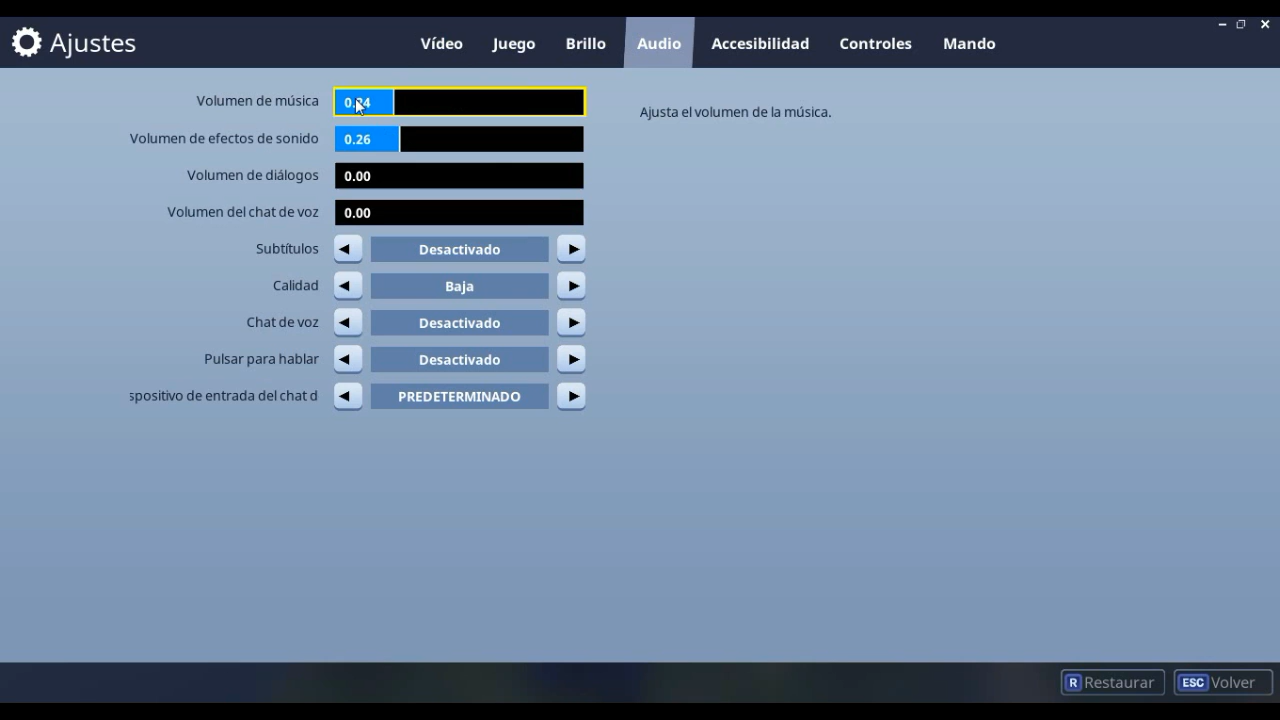 Ajustes
Vídeo Juego Brillo Audio Accesibilidad Controles Mando
Volumen de música
Ajusta el volumen de la música.
Volumen de efectos de sonido 0.26
Volumen de diálogos 0.00
Volumen del chat de voz 0.00
Subtítulos Desactivado
Calidad Baja
Chat de voz Desactivado
Pulsar para hablar Desactivado
spositivo de entrada del chat d PREDETERMINADO
R Restaurar ESC Volver